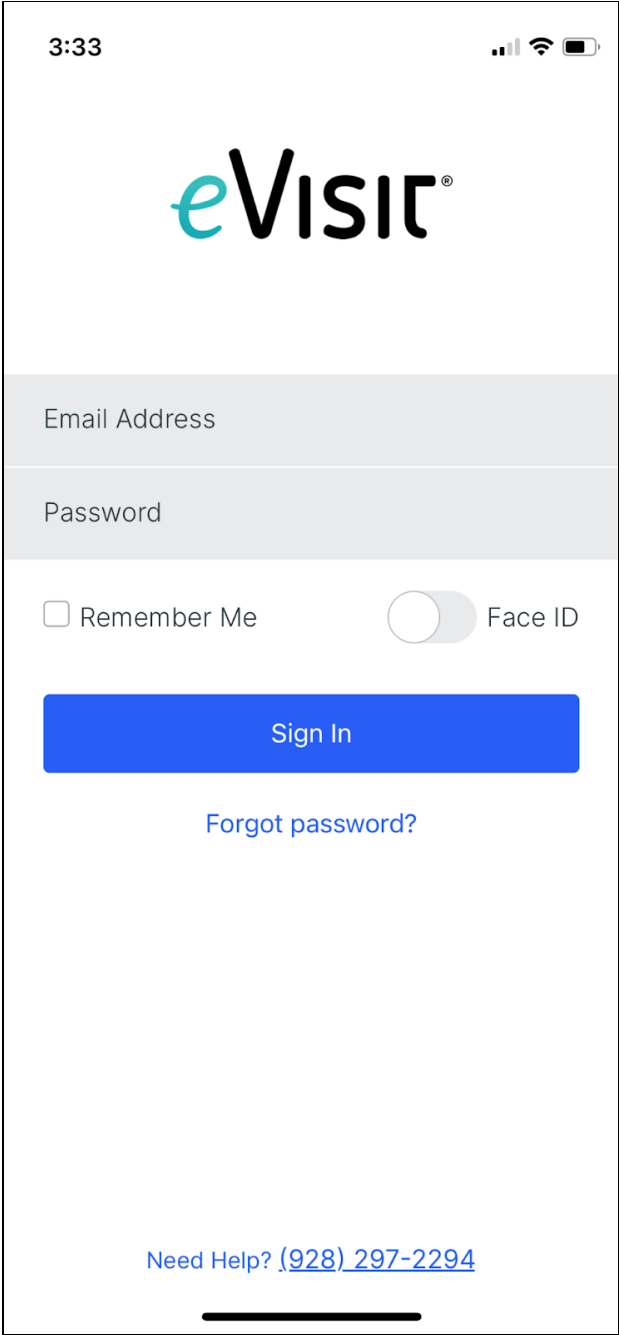 3:33
eVisit®
Email Address
Password
Remember Me Face ID
Sign In
Forgot password?
Need Help? (928) 297-2294